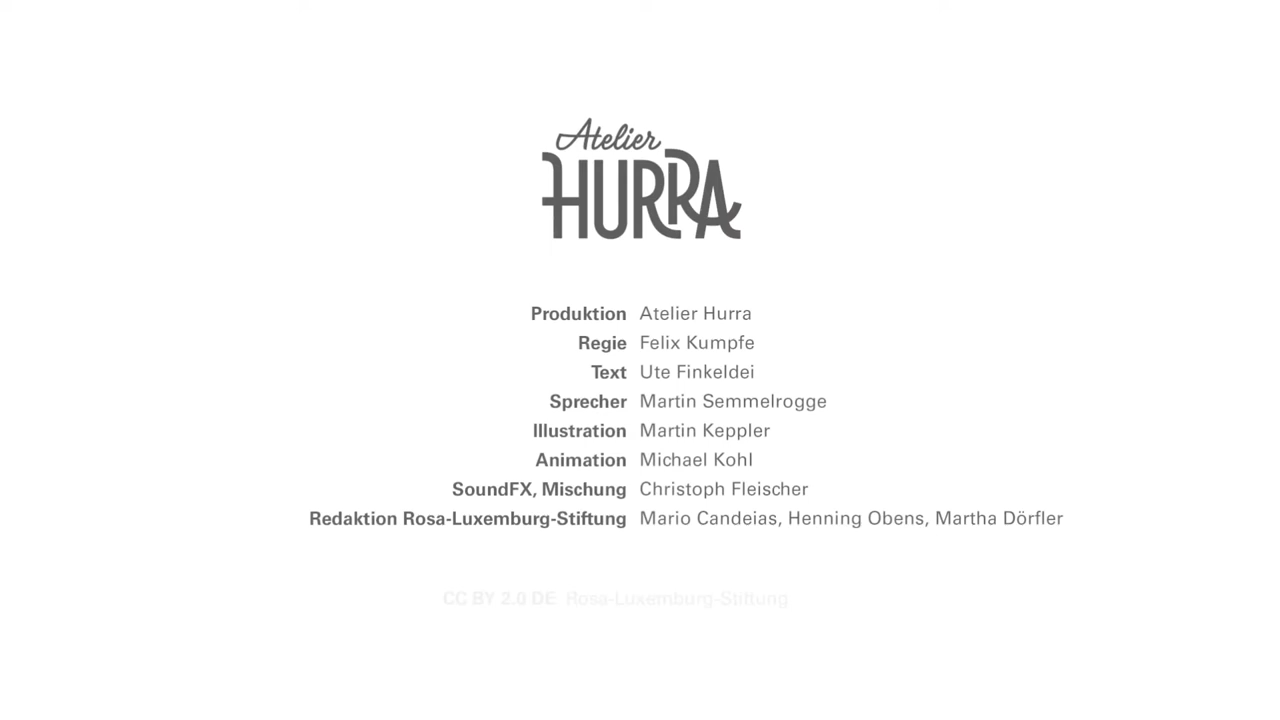 Atelier
HURRA
Produktion Atelier Hurra
Regie Felix Kumpfe
Text Ute Finkeldei
Sprecher Martin Semmelrogge
Illustration Martin Keppler
Animation Michael Kohl
SoundFX, Mischung Christoph Fleischer
Redaktion Rosa-Luxemburg-Stiftung Mario Candeias, Henning Obens, Martha Dörfler
CC BY 2.0 DE Rosa-Luxemburg-Stiftung